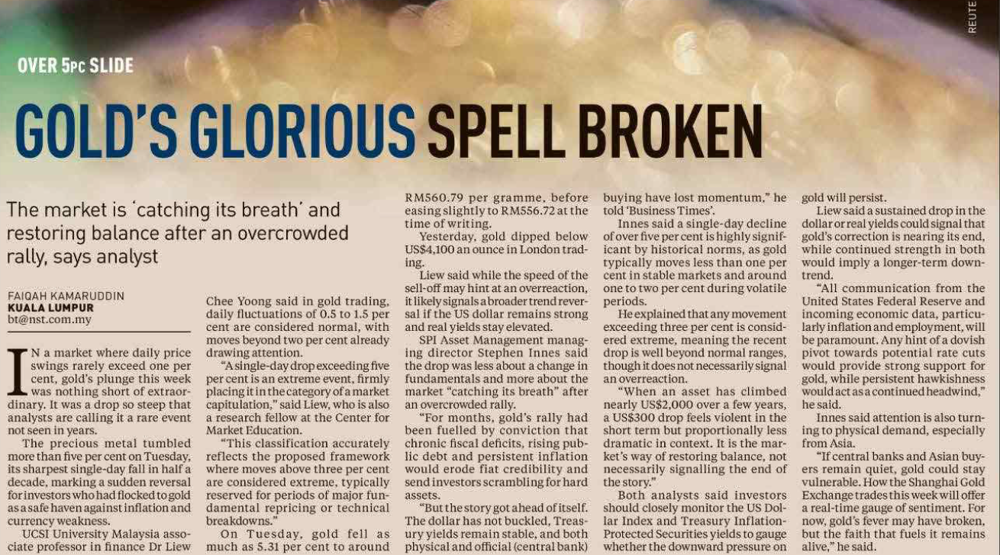 REUTE
OVER 5PC SLIDE
GOLD'S GLORIOUS SPELL BROKEN
The market is 'catching its breath' and
restoring balance after an overcrowded
rally, says analyst
FAIQAH KAMARUDDIN
KUALA LUMPUR
bt@nst.com.my
IN a market where daily price
swings rarely exceed one per
cent, gold's plunge this week
was nothing short of extraor-
dinary. It was a drop so steep that
analysts are calling it a rare event
not seen in years.
The precious metal tumbled
more than five per cent on Tuesday,
its sharpest single-day fall in half a
decade, marking a sudden reversal
for investors who had flocked to gold
as a safe haven against inflation and
currency weakness.
UCSI University Malaysia asso-
ciate professor in finance Dr Liew
Chee Yoong said in gold trading,
daily fluctuations of 0.5 to 1.5 per
cent are considered normal, with
moves beyond two per cent already
drawing attention.
"A single-day drop exceeding five
per cent is an extreme event, firmly
placing it in the category of a market
capitulation," said Liew, who is also
a research fellow at the Center for
Market Education.
"This classification accurately
reflects the proposed framework
where moves above three per cent
are considered extreme, typically
reserved for periods of major fun-
damental repricing or technical
breakdowns."
On Tuesday, gold fell as
much as 5.31 per cent to around
RM560.79 per gramme, before
easing slightly to RM556.72 at the
time of writing.
Yesterday, gold dipped below
US$4,100 an ounce in London trad-
ing.
Liew said while the speed of the
sell-off may hint at an overreaction,
it likely signals a broader trend rever-
sal if the US dollar remains strong
and real yields stay elevated.
SPI Asset Management manag-
ing director Stephen Innes said
the drop was less about a change in
fundamentals and more about the
market "catching its breath" after
an overcrowded rally.
"For months, gold's rally had
been fuelled by conviction that
chronic fiscal deficits, rising pub-
lic debt and persistent inflation
would erode fiat credibility and
send investors scrambling for hard
assets.
"But the story got ahead of itself.
The dollar has not buckled, Treas-
ury yields remain stable, and both
physical and official (central bank)
buying have lost momentum," he
told 'Business Times'.
Innes said a single-day decline
of over five per cent is highly signif-
icant by historical norms, as gold
typically moves less than one per
cent in stable markets and around
one to two per cent during volatile
periods.
He explained that any movement
exceeding three per cent is consid-
ered extreme, meaning the recent
drop is well beyond normal ranges,
though it does not necessarily signal
an overreaction.
"When an asset has climbed
nearly US$2,000 over a few years,
a US$300 drop feels violent in the
short term but proportionally less
dramatic in context. It is the mar-
ket's way of restoring balance, not
necessarily signalling the end of
the story."
Both analysts said investors
should closely monitor the US Dol-
lar Index and Treasury Inflation-
Protected Securities yields to gauge
whether the downward pressure on
gold will persist.
Liew said a sustained drop in the
dollar or real yields could signal that
gold's correction is nearing its end,
while continued strength in both
would imply a longer-term down-
trend.
"All communication from the
United States Federal Reserve and
incoming economic data, particu-
larly inflation and employment, will
be paramount. Any hint of a dovish
pivot towards potential rate cuts
would provide strong support for
gold, while persistent hawkishness
would act as a continued headwind,"
he said.
Innes said attention is also turn-
ing to physical demand, especially
from Asia.
"If central banks and Asian buy-
ers remain quiet, gold could stay
vulnerable. How the Shanghai Gold
Exchange trades this week will offer
a real-time gauge of sentiment. For
now, gold's fever may have broken,
but the faith that fuels it remains
alive," he said.